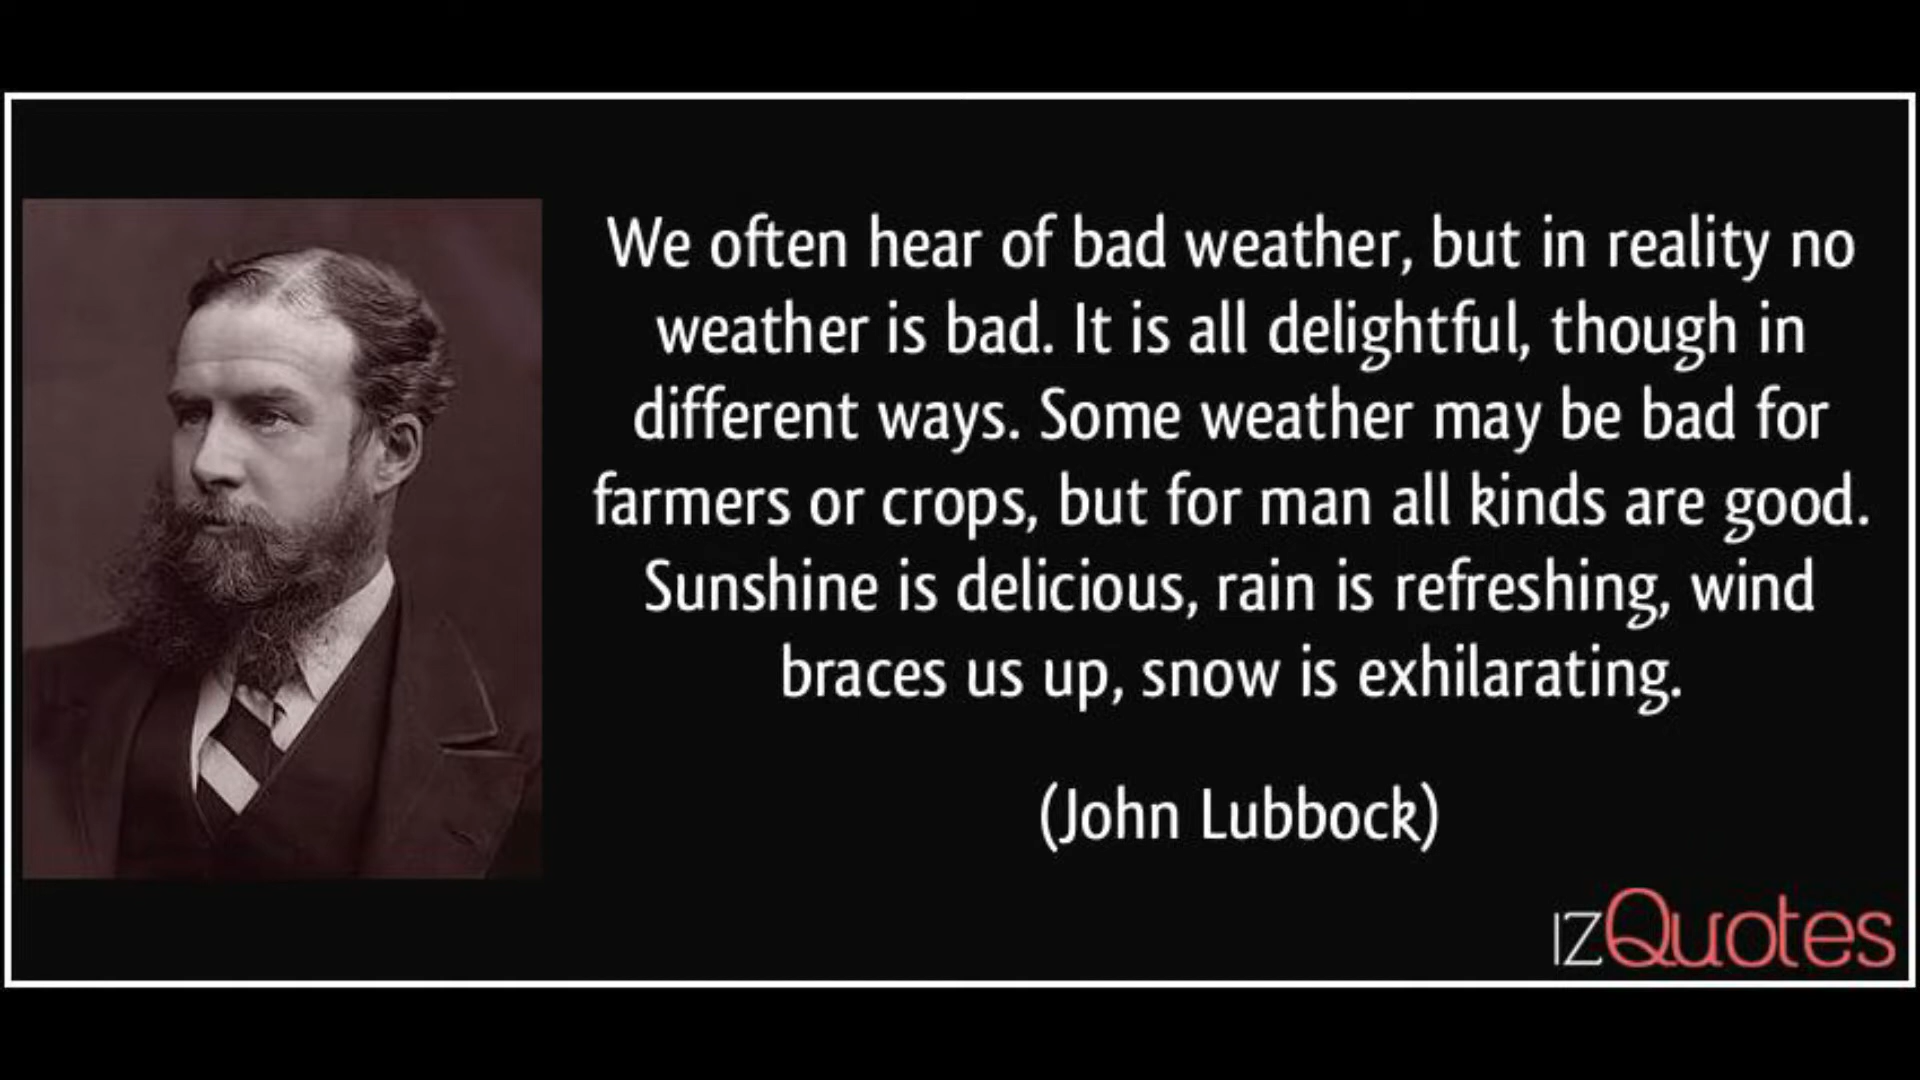 We often hear of bad weather, but in reality no
weather is bad. It is all delightful, though in
different ways. Some weather may be bad for
farmers or crops, but for man all kinds are good.
Sunshine is delicious, rain is refreshing, wind
braces us up, snow is exhilarating.
(John Lubbock)
IZQuotes